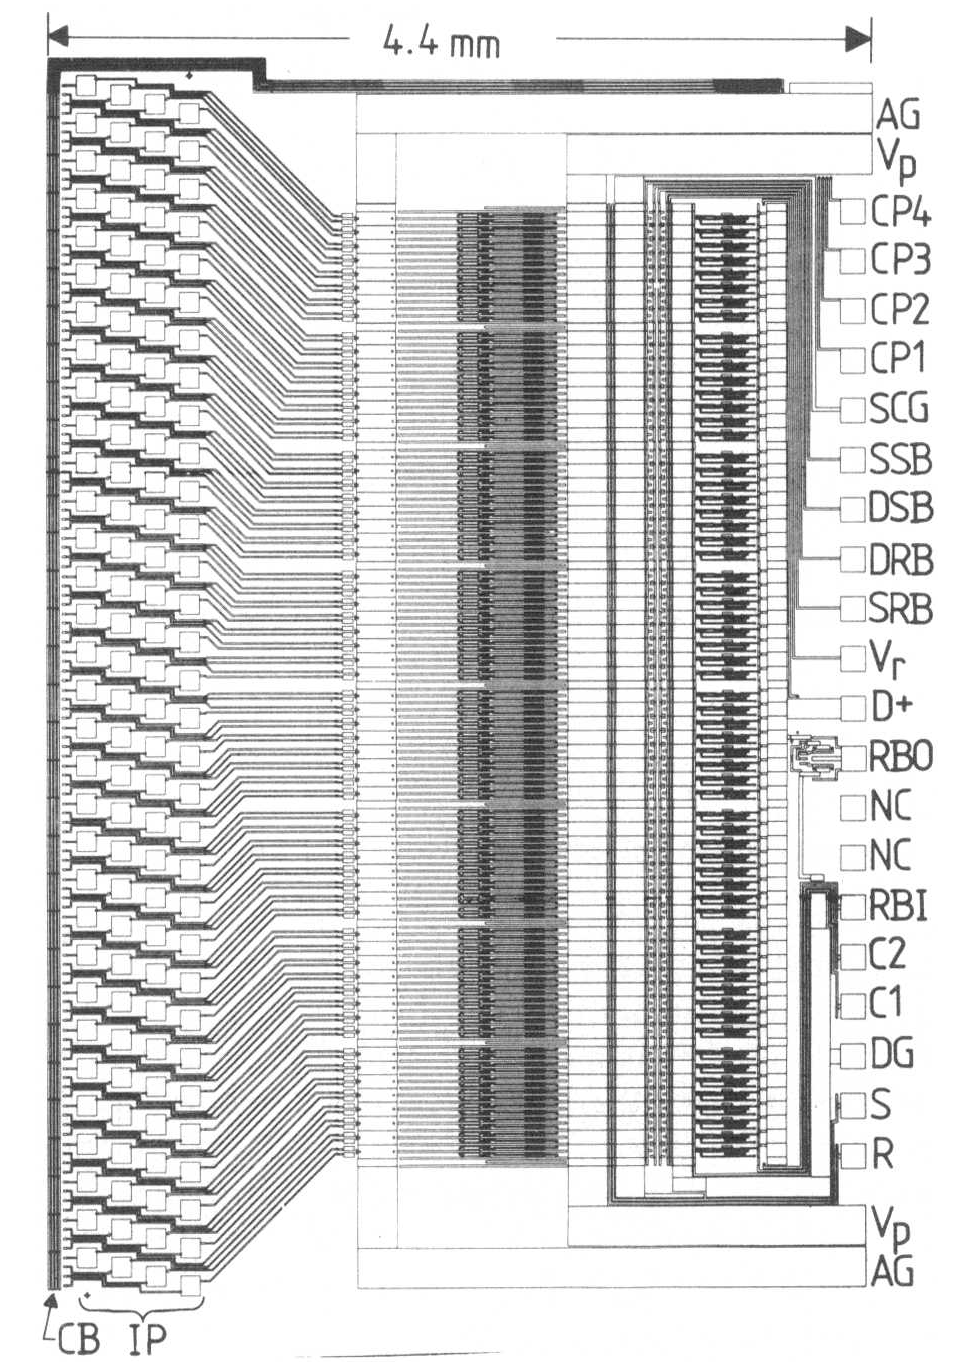 4.4 mm
AG
Vp
CP4
CP3
CP2
CP1
SCG
SSB
DSB
DRB
SRB
Vr
D+
RBO
NC
NC
RBI
C2
C1
DG
S
R
Vp
AG
CB IP